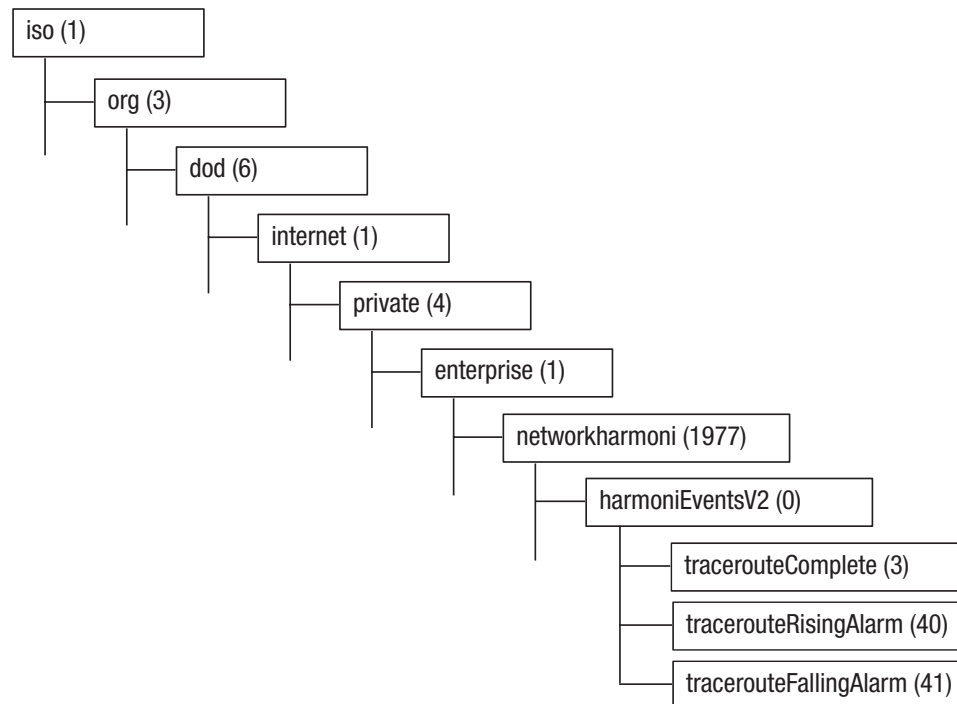 iso (1)
org (3)
dod (6)
internet (1)
private (4)
enterprise (1)
networkharmoni (1977)
harmoniEventsV2 (0)
tracerouteComplete (3)
tracerouteRisingAlarm (40)
tracerouteFallingAlarm (41)